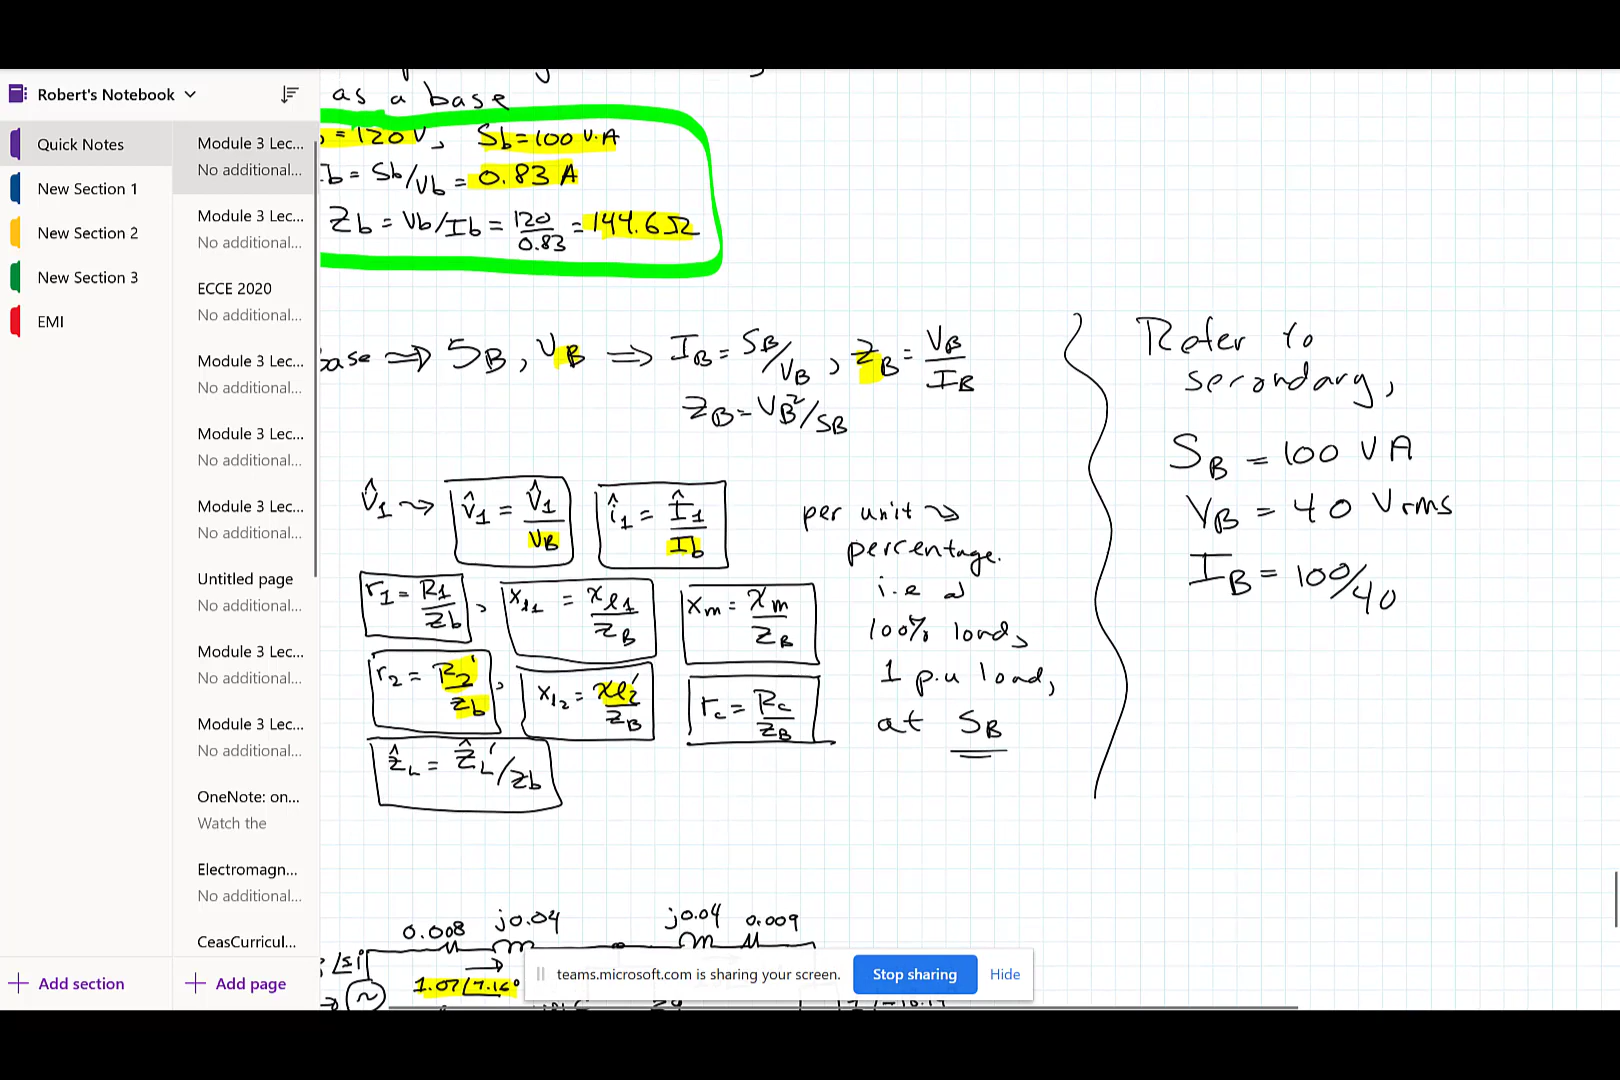 Robert's Notebook
Quick Notes
New Section 1
New Section 2
New Section 3
EMI
Add section
Module 3 Lec...
No additional...
Module 3 Lec...
No additional...
ECCE 2020
No additional...
Module 3 Lec...
No additional...
Module 3 Lec...
No additional...
Module 3 Lec...
No additional...
Untitled page
No additional...
Module 3 Lec...
No additional...
Module 3 Lec...
No additional...
OneNote: on...
Watch the
Electromagn...
No additional...
CeasCurricul...
Add page
as a base
= 120 V, Sb = 100 V.A
Ib = Sb/Vb = 0.83 A
Zb = Vb/Ib = 120/0.83 = 144.6 Ω
base ⇒ SB, VB ⇒ IB = SB/VB, ZB = VB/IB
ZB = VB²/SB
V̂1 → v̂1 = V̂1/VB   î1 = Î1/Ib
r1 = R1/Zb, xl1 = Xl1/ZB   xm = Xm/ZB
r2 = R2'/Zb, xl2 = Xl2'/ZB   rc = Rc/ZB
ẑL = ẐL'/Zb
per unit →
percentage.
i.e
100% load,
1 p.u load,
at SB
Refer to
secondary,
SB = 100 VA
VB = 40 Vrms
IB = 100/40
0.008 j0.04 j0.04 0.009
1.07/7.16°
teams.microsoft.com is sharing your screen.
Stop sharing
Hide